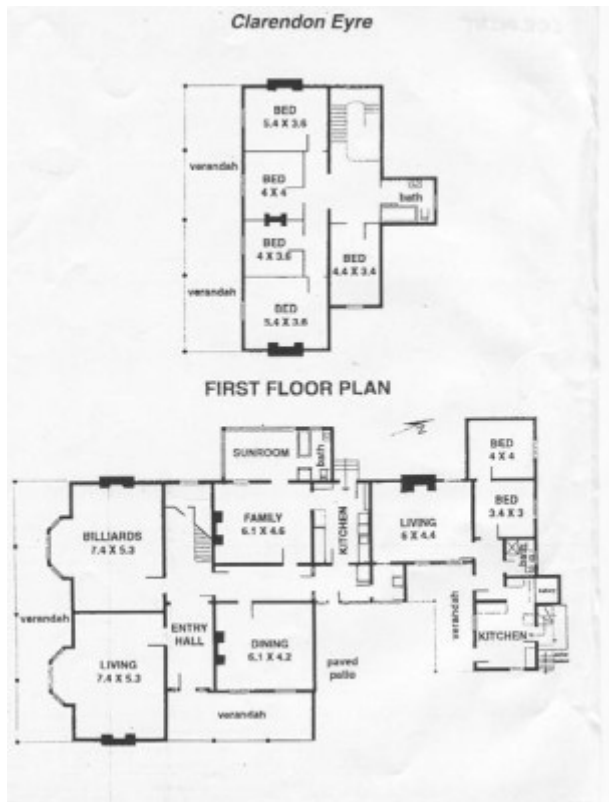 Clarendon Eyre
BED
5.4 X 3.6
verandah
BED
4 X 4
bath
BED
4 X 3.6
BED
4.4 X 3.4
verandah
BED
5.4 X 3.6
FIRST FLOOR PLAN
N
BED
4 X 4
SUNROOM
bath
BED
3.4 X 3
FAMILY
6.1 X 4.6
KITCHEN
LIVING
6 X 4.4
BILLIARDS
7.4 X 5.3
bath
verandah
ENTRY
HALL
verandah
KITCHEN
DINING
6.1 X 4.2
LIVING
7.4 X 5.3
paved
patio
verandah